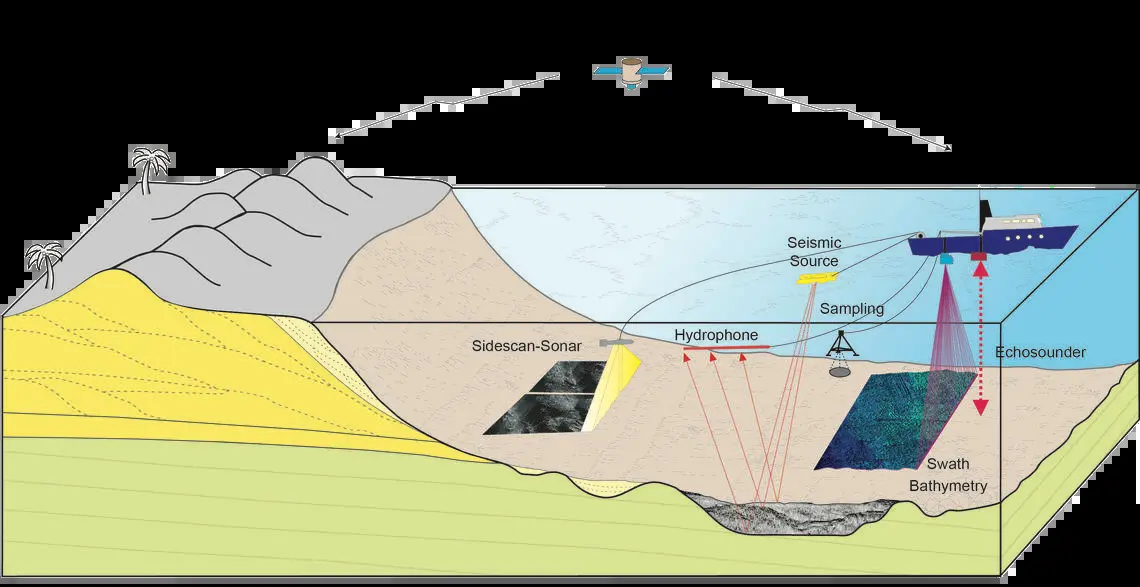 Seismic
Source
Sampling
Hydrophone
Sidescan-Sonar
Echosounder
Swath
Bathymetry